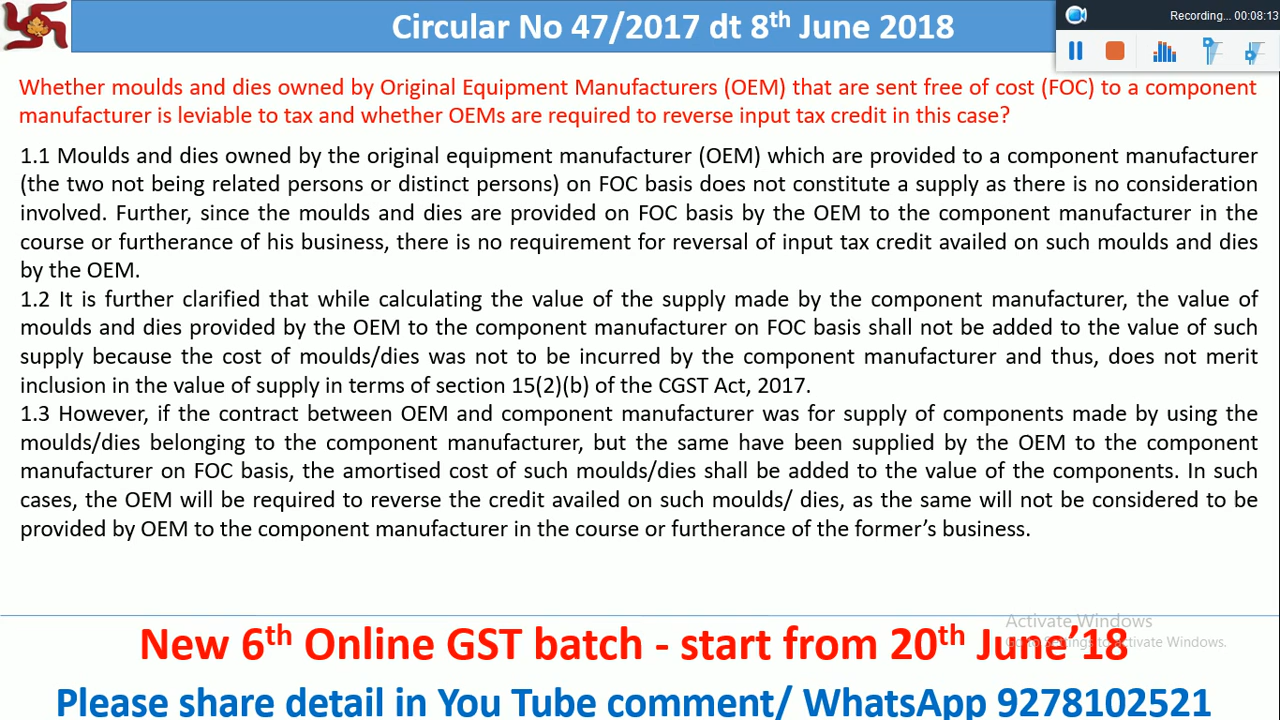 Circular No 47/2017 dt 8th June 2018
Recording... 00:08:13
Whether moulds and dies owned by Original Equipment Manufacturers (OEM) that are sent free of cost (FOC) to a component
manufacturer is leviable to tax and whether OEMs are required to reverse input tax credit in this case?
1.1 Moulds and dies owned by the original equipment manufacturer (OEM) which are provided to a component manufacturer
(the two not being related persons or distinct persons) on FOC basis does not constitute a supply as there is no consideration
involved. Further, since the moulds and dies are provided on FOC basis by the OEM to the component manufacturer in the
course or furtherance of his business, there is no requirement for reversal of input tax credit availed on such moulds and dies
by the OEM.
1.2 It is further clarified that while calculating the value of the supply made by the component manufacturer, the value of
moulds and dies provided by the OEM to the component manufacturer on FOC basis shall not be added to the value of such
supply because the cost of moulds/dies was not to be incurred by the component manufacturer and thus, does not merit
inclusion in the value of supply in terms of section 15(2)(b) of the CGST Act, 2017.
1.3 However, if the contract between OEM and component manufacturer was for supply of components made by using the
moulds/dies belonging to the component manufacturer, but the same have been supplied by the OEM to the component
manufacturer on FOC basis, the amortised cost of such moulds/dies shall be added to the value of the components. In such
cases, the OEM will be required to reverse the credit availed on such moulds/ dies, as the same will not be considered to be
provided by OEM to the component manufacturer in the course or furtherance of the former's business.
Activate Windows
Go to Settings to activate Windows.
New 6th Online GST batch - start from 20th June'18
Please share detail in You Tube comment/ WhatsApp 9278102521